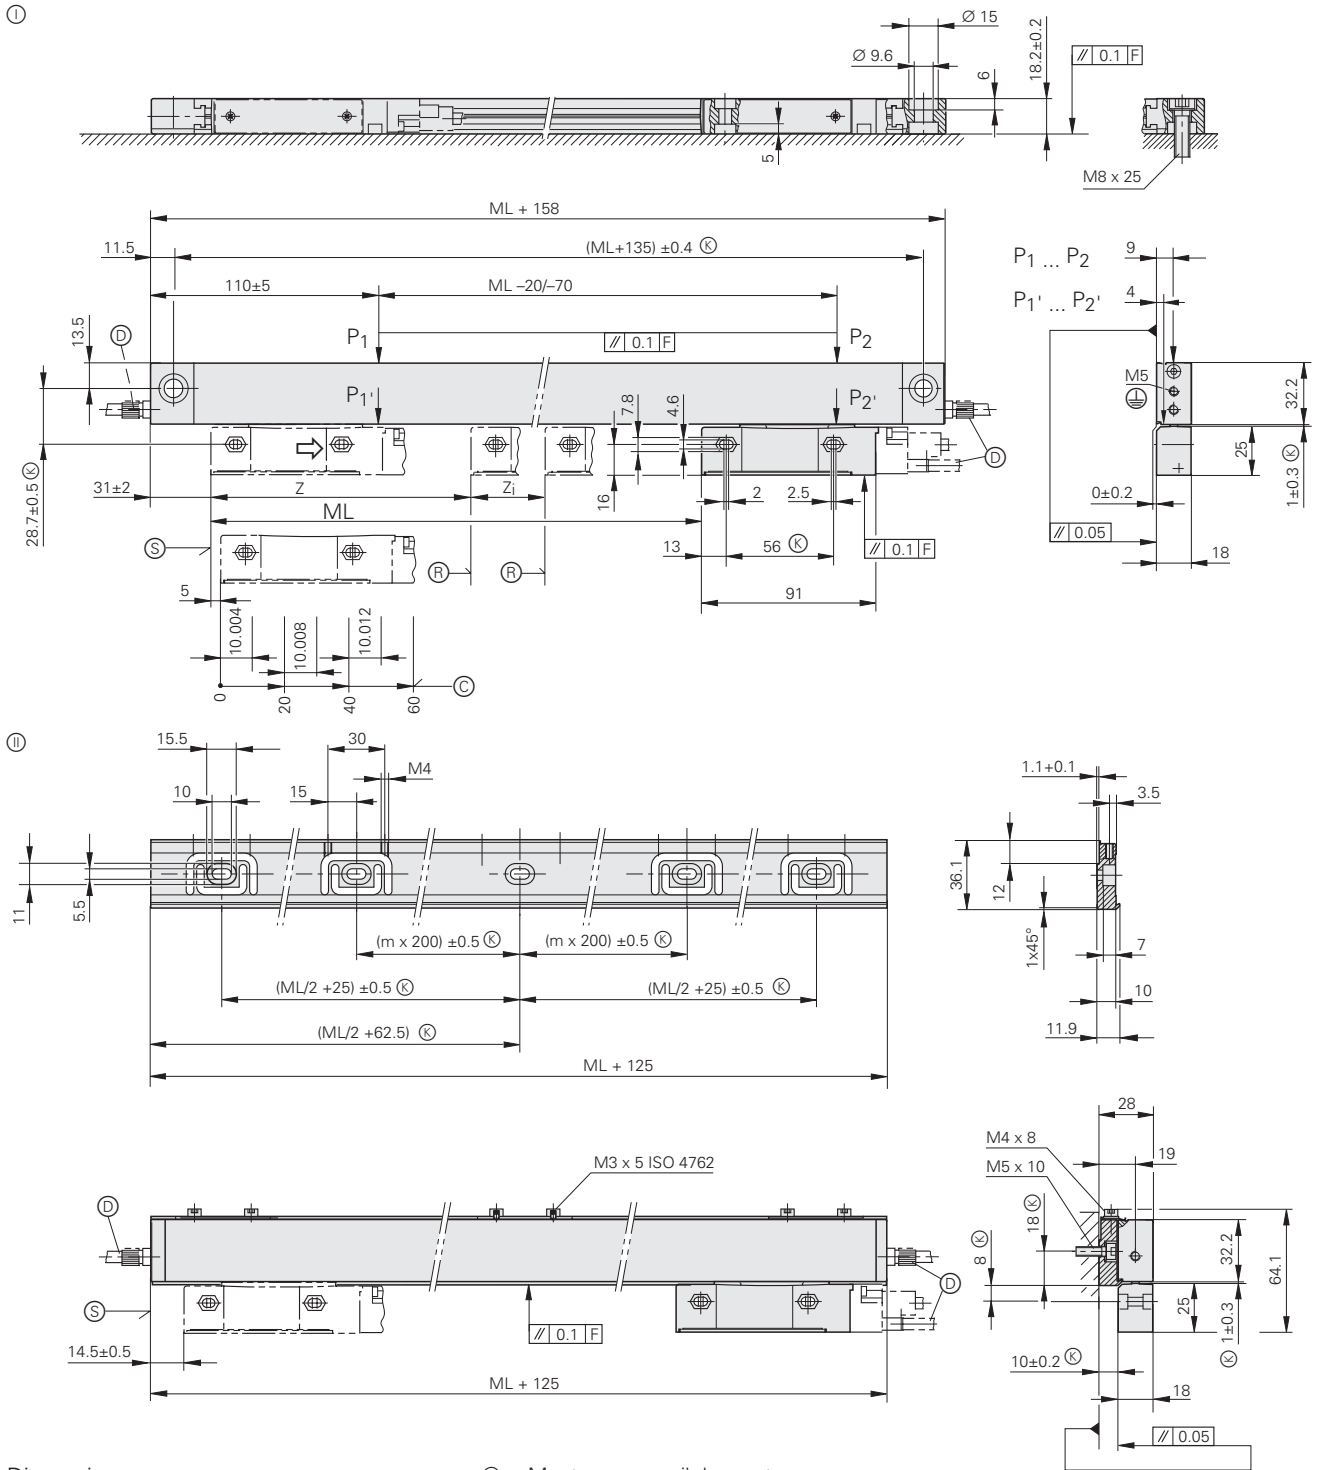 Ⓘ
Ø 15
Ø 9.6
6
18.2±0.2
// 0.1 F
5
M8 x 25
ML + 158
11.5
(ML+135) ±0.4 Ⓚ
110±5
ML –20/–70
13.5
Ⓓ
P1
// 0.1 F
P2
P1'
P2'
7.8
4.6
28.7±0.5 Ⓚ
31±2
Z
Zi
16
2
2.5
Ⓓ
ML
Ⓢ
Ⓡ
Ⓡ
13
56 Ⓚ
// 0.1 F
91
5
10.004
10.008
10.012
0
20
40
60
Ⓒ
P1 ... P2
P1' ... P2'
9
4
M5
32.2
25
1±0.3 Ⓚ
0±0.2
// 0.05
18
Ⓘ Ⓘ
15.5
30
M4
10
15
11
5.5
(m x 200) ±0.5 Ⓚ
(m x 200) ±0.5 Ⓚ
(ML/2 +25) ±0.5 Ⓚ
(ML/2 +25) ±0.5 Ⓚ
(ML/2 +62.5) Ⓚ
ML + 125
1.1+0.1
3.5
36.1
12
1x45°
7
10
11.9
M3 x 5 ISO 4762
Ⓓ
Ⓓ
Ⓢ
// 0.1 F
14.5±0.5
ML + 125
28
M4 x 8
19
M5 x 10
18 Ⓚ
8 Ⓚ
32.2
64.1
25
Ⓚ 1±0.3
10±0.2 Ⓚ
18
// 0.05